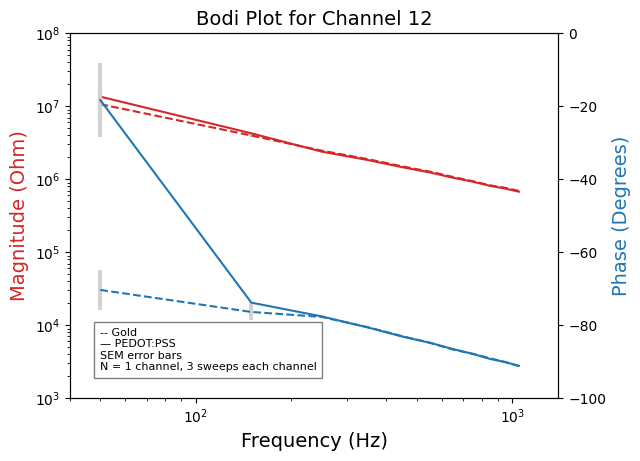 Bodi Plot for Channel 12
Magnitude (Ohm)
10^8
10^7
10^6
10^5
10^4
10^3
0
−20
−40
−60
−80
−100
Phase (Degrees)
-- Gold
— PEDOT:PSS
SEM error bars
N = 1 channel, 3 sweeps each channel
10^2
10^3
Frequency (Hz)